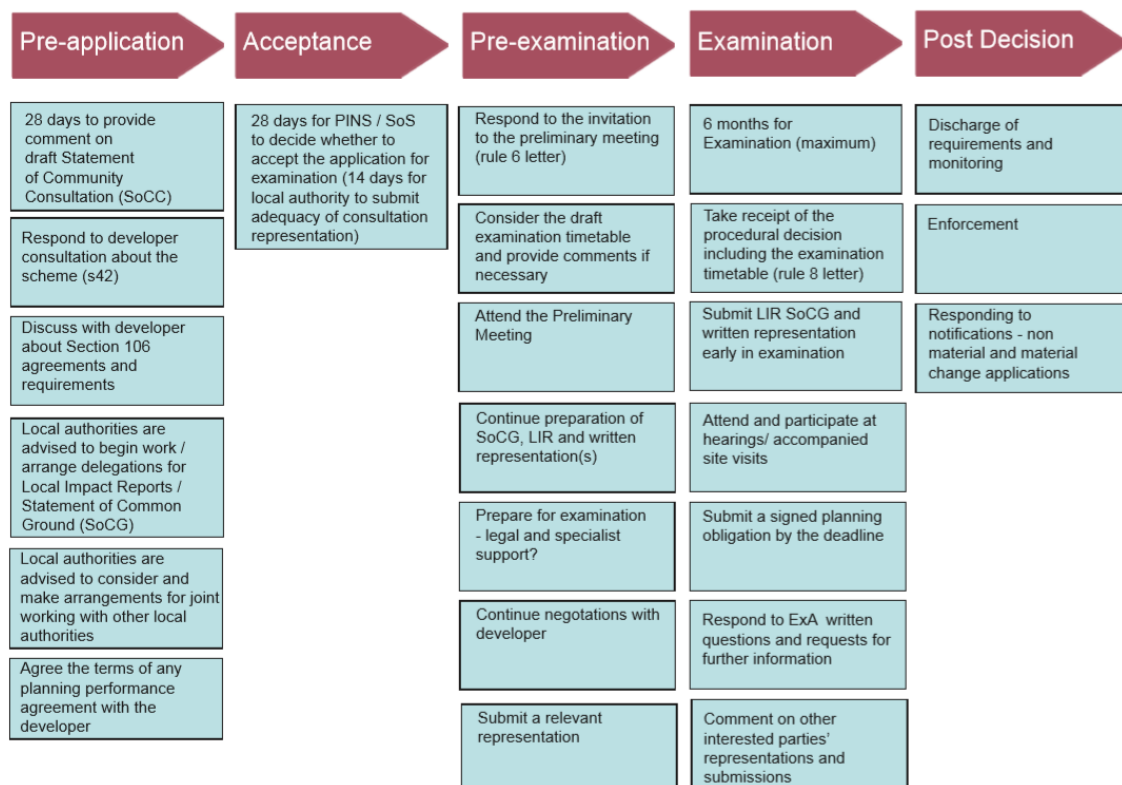 Pre-application
Acceptance
Pre-examination
Examination
Post Decision
28 days to provide
comment on
draft Statement
of Community
Consultation (SoCC)
Respond to developer
consultation about the
scheme (s42)
Discuss with developer
about Section 106
agreements and
requirements
Local authorities are
advised to begin work /
arrange delegations for
Local Impact Reports /
Statement of Common
Ground (SoCG)
Local authorities are
advised to consider and
make arrangements for joint
working with other local
authorities
Agree the terms of any
planning performance
agreement with the
developer
28 days for PINS / SoS
to decide whether to
accept the application for
examination (14 days for
local authority to submit
adequacy of consultation
representation)
Respond to the invitation
to the preliminary meeting
(rule 6 letter)
Consider the draft
examination timetable
and provide comments if
necessary
Attend the Preliminary
Meeting
Continue preparation of
SoCG, LIR and written
representation(s)
Prepare for examination
- legal and specialist
support?
Continue negotations with
developer
Submit a relevant
representation
6 months for
Examination (maximum)
Take receipt of the
procedural decision
including the examination
timetable (rule 8 letter)
Submit LIR SoCG and
written representation
early in examination
Attend and participate at
hearings/ accompanied
site visits
Submit a signed planning
obligation by the deadline
Respond to ExA written
questions and requests for
further information
Comment on other
interested parties'
representations and
submissions
Discharge of
requirements and
monitoring
Enforcement
Responding to
notifications - non
material and material
change applications